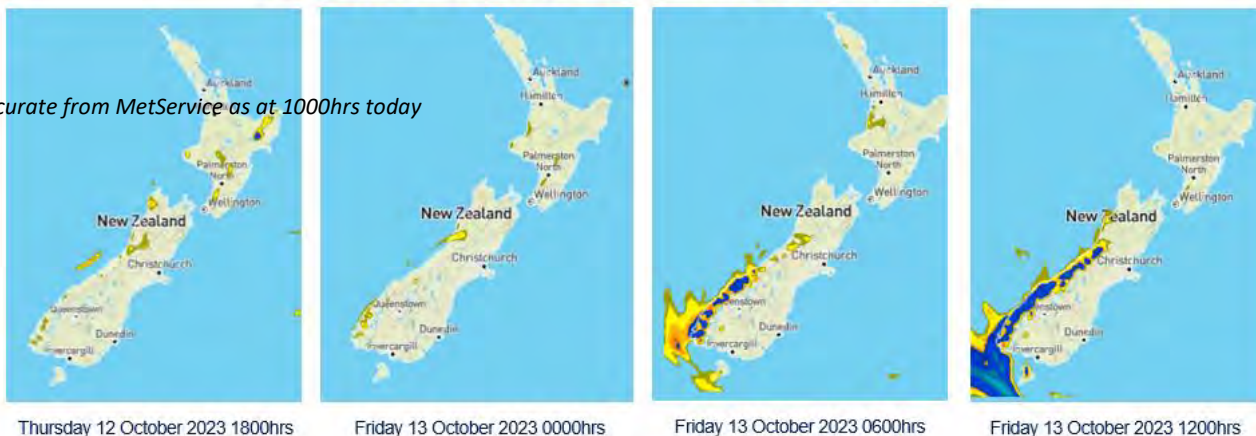 Auckland
Auckland
Auckland
Auckland
curate from MetService as at 1000hrs today
Hamilton
Hamilton
Hamilton
Palmerston
North
Palmerston
North
Palmerston
North
Palmerston
North
Wellington
Wellington
Wellington
Wellington
New Zealand
New Zealand
New Zealand
New Zealand
Christchurch
Christchurch
Christchurch
Christchurch
Queenstown
Queenstown
enstown
enstown
Dunedin
Dunedin
Dunedin
Dunedin
Invercargill
Invercargill
Invercargill
Invercargill
Thursday 12 October 2023 1800hrs
Friday 13 October 2023 0000hrs
Friday 13 October 2023 0600hrs
Friday 13 October 2023 1200hrs